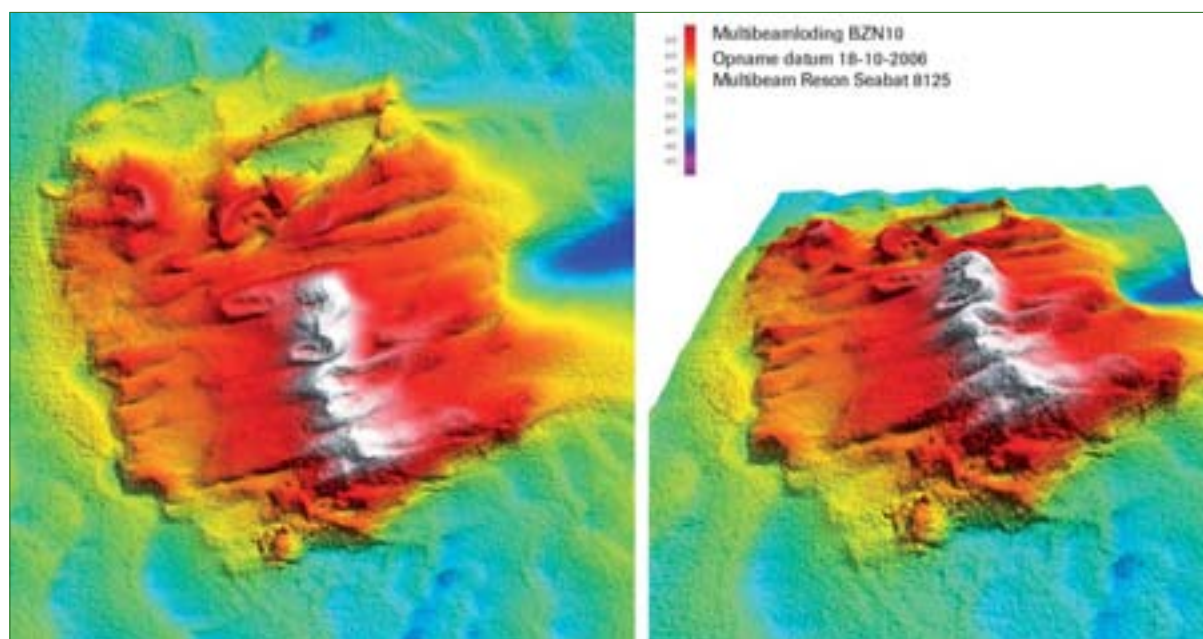 Multibeamloding BZN10
Opname datum 18-10-2006
Multibeam Reson Seabat 8125